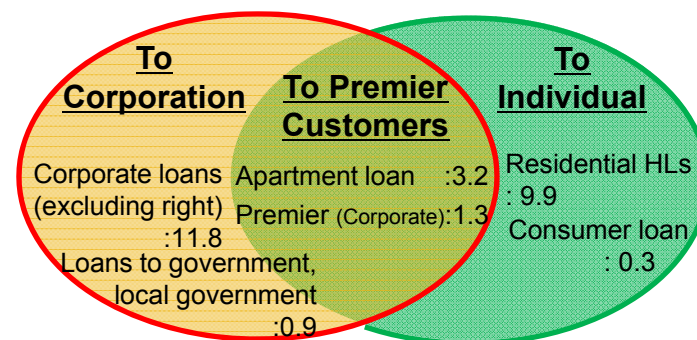 To
Corporation
Corporate loans
(excluding right)
:11.8
Loans to government,
local government
:0.9
To Premier
Customers
Apartment loan :3.2
Premier (Corporate):1.3
To
Individual
Residential HLs
: 9.9
Consumer loan
: 0.3